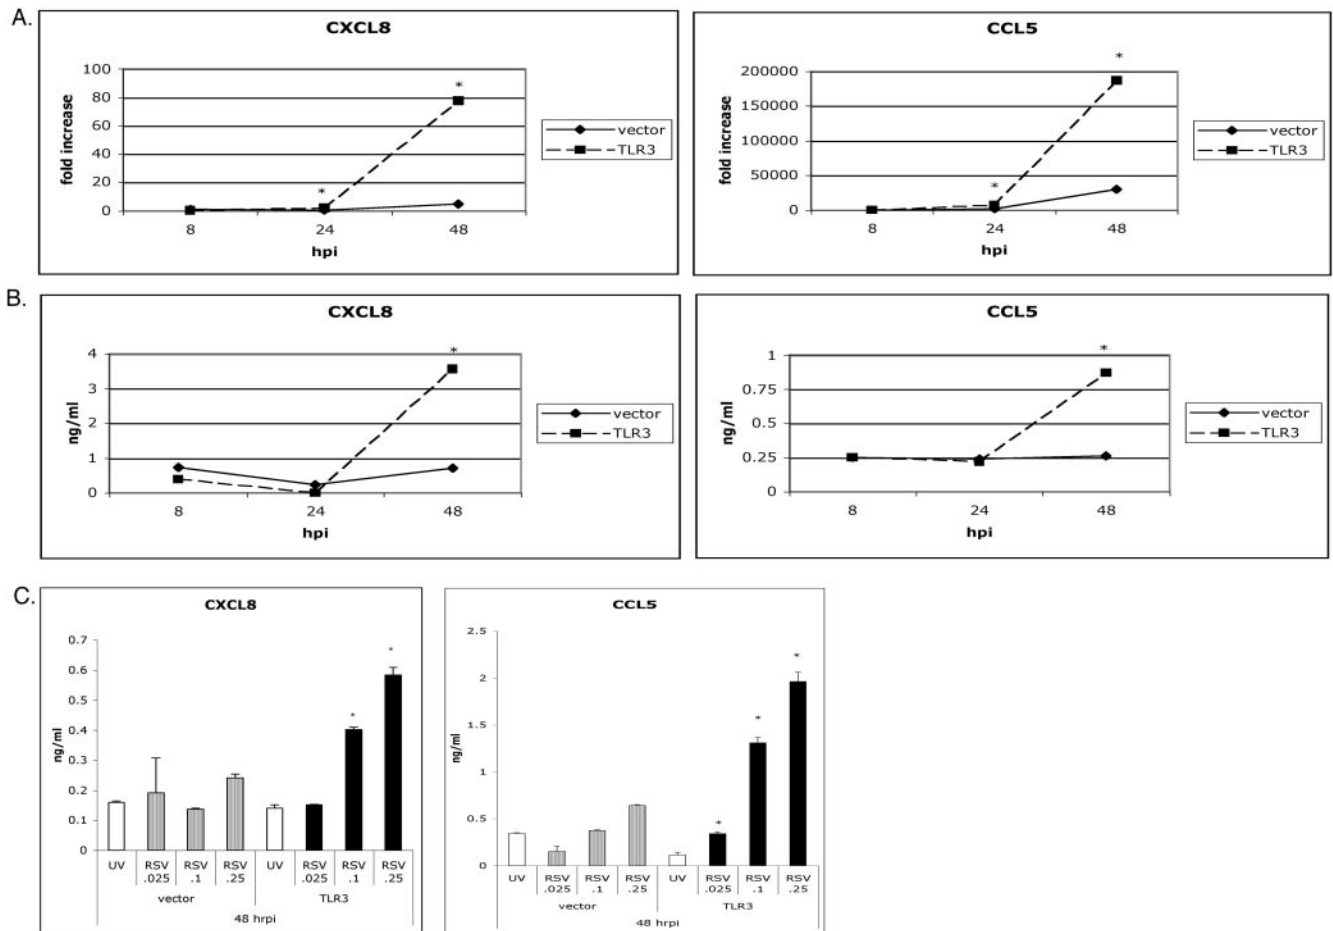 A.
CXCL8
fold increase
100
80
60
40
20
0
8 24 48
hpi
vector
TLR3
*
*
CCL5
fold increase
200000
150000
100000
50000
0
8 24 48
hpi
vector
TLR3
*
*
B.
CXCL8
ng/ml
4
3
2
1
0
8 24 48
hpi
vector
TLR3
*
CCL5
ng/ml
1
0.75
0.5
0.25
0
8 24 48
hpi
vector
TLR3
*
C.
CXCL8
ng/ml
0.7
0.6
0.5
0.4
0.3
0.2
0.1
0
*
*
UV RSV RSV RSV UV RSV RSV RSV
.025 .1 .25 .025 .1 .25
vector TLR3
48 hrpi
CCL5
ng/ml
2.5
2
1.5
1
0.5
0
*
*
*
UV RSV RSV RSV UV RSV RSV RSV
.025 .1 .25 .025 .1 .25
vector TLR3
48 hrpi